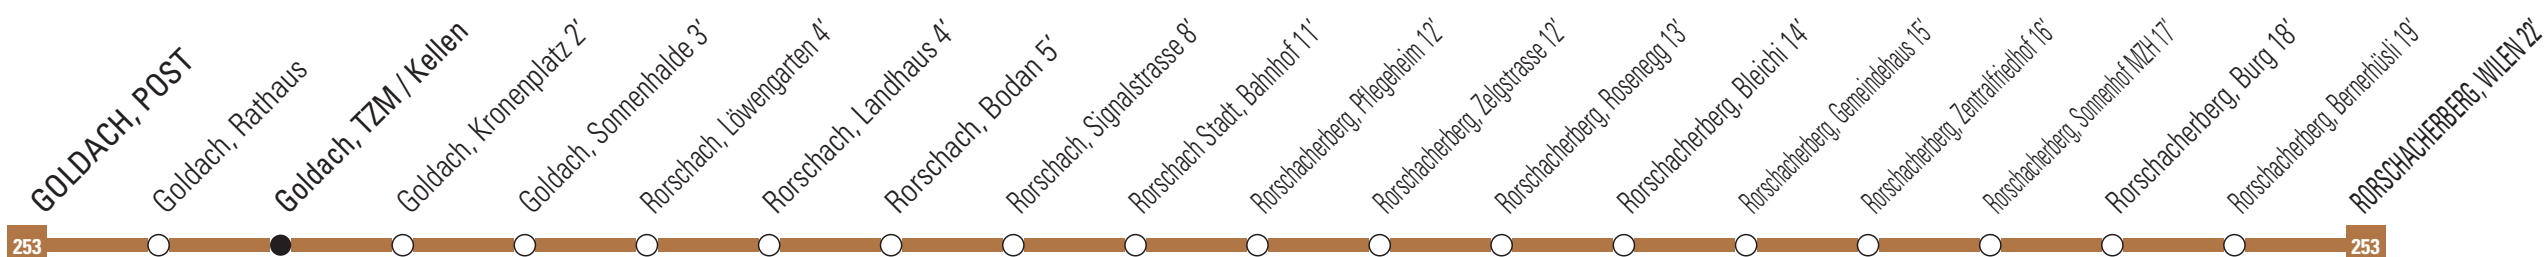 GOLDACH, POST
Goldach, Rathaus
Goldach, TZM / Kellen
Goldach, Kronenplatz 2'
Goldach, Sonnenhalde 3'
Rorschach, Löwengarten 4'
Rorschach, Landhaus 4'
Rorschach, Bodan 5'
Rorschach, Signalstrasse 8'
Rorschach Stadt, Bahnhof 11'
Rorschacherberg, Pflegeheim 12'
Rorschacherberg, Zelgstrasse 12'
Rorschacherberg, Rosenegg 13'
Rorschacherberg, Bleichi 14'
Rorschacherberg, Gemeindehaus 15'
Rorschacherberg, Zentralfriedhof 16'
Rorschacherberg, Sonnenhof MZH 17'
Rorschacherberg, Burg 18'
Rorschacherberg, Bernerhüsli 19'
RORSCHACHERBERG, WILEN 22'
253
253